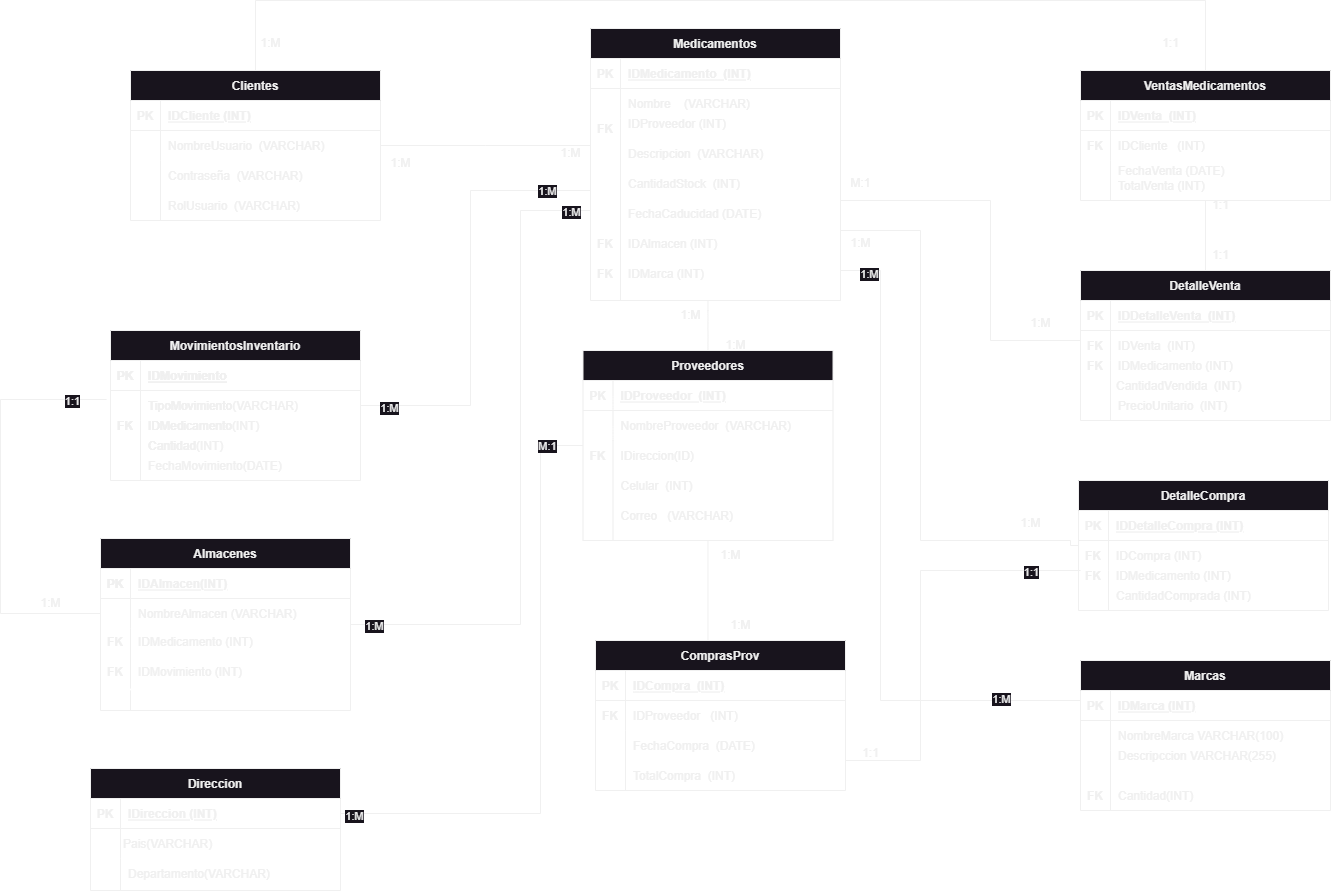 1:M
1:1
Medicamentos
PK IDMedicamento (INT)
Nombre (VARCHAR)
FK IDProveedor (INT)
Descripcion (VARCHAR)
CantidadStock (INT)
FechaCaducidad (DATE)
FK IDAlmacen (INT)
FK IDMarca (INT)
Clientes
PK IDCliente (INT)
NombreUsuario (VARCHAR)
Contraseña (VARCHAR)
RolUsuario (VARCHAR)
VentasMedicamentos
PK IDVenta (INT)
FK IDCliente (INT)
FechaVenta (DATE)
TotalVenta (INT)
1:M
1:M
1:M
1:M
M:1
1:M
1:M
1:1
1:1
1:M
DetalleVenta
PK IDDetalleVenta (INT)
FK IDVenta (INT)
FK IDMedicamento (INT)
CantidadVendida (INT)
PrecioUnitario (INT)
1:M
1:M
MovimientosInventario
PK IDMovimiento
TipoMovimiento(VARCHAR)
FK IDMedicamento(INT)
Cantidad(INT)
FechaMovimiento(DATE)
1:1
1:M
Proveedores
PK IDProveedor (INT)
NombreProveedor (VARCHAR)
FK IDireccion(ID)
Celular (INT)
Correo (VARCHAR)
M:1
1:M
1:M
DetalleCompra
PK IDDetalleCompra (INT)
FK IDCompra (INT)
FK IDMedicamento (INT)
CantidadComprada (INT)
1:M
1:1
Almacenes
PK IDAlmacen(INT)
NombreAlmacen (VARCHAR)
FK IDMedicamento (INT)
FK IDMovimiento (INT)
1:M
1:M
ComprasProv
PK IDCompra (INT)
FK IDProveedor (INT)
FechaCompra (DATE)
TotalCompra (INT)
1:1
1:M
Marcas
PK IDMarca (INT)
NombreMarca VARCHAR(100)
Descripccion VARCHAR(255)
FK Cantidad(INT)
Direccion
PK IDireccion (INT)
Pais(VARCHAR)
Departamento(VARCHAR)
1:M